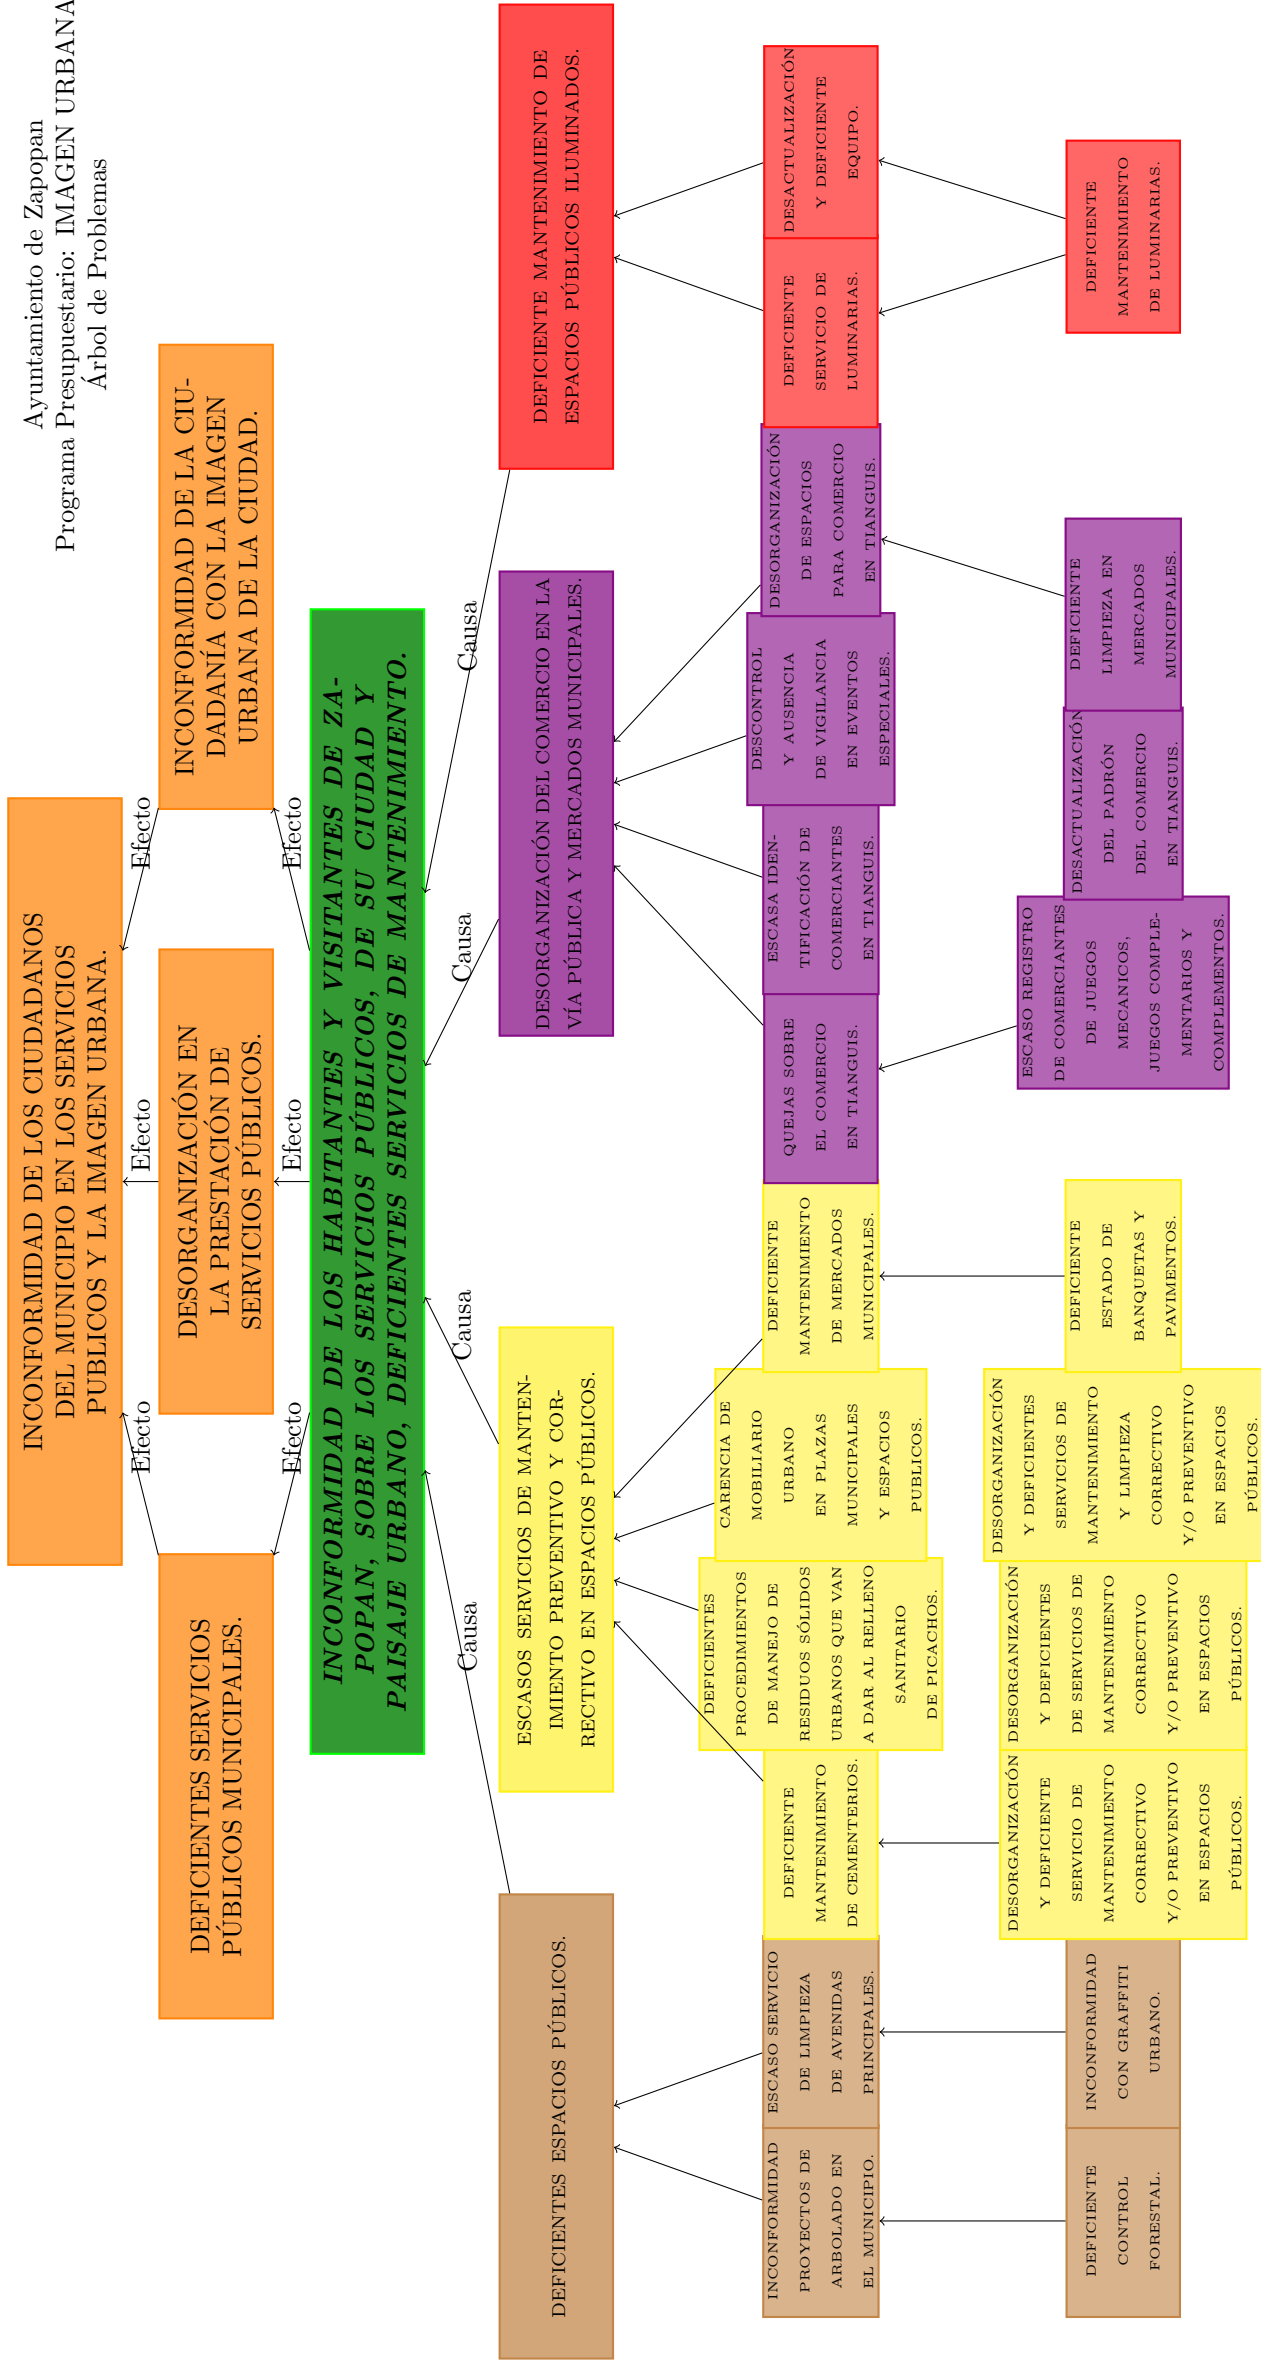 Ayuntamiento de Zapopan
Programa Presupuestario: IMAGEN URBANA
Árbol de Problemas
INCONFORMIDAD DE LOS CIUDADANOS
DEL MUNICIPIO EN LOS SERVICIOS
PUBLICOS Y LA IMAGEN URBANA.
Efecto
Efecto
Efecto
DEFICIENTES SERVICIOS
PÚBLICOS MUNICIPALES.
DESORGANIZACIÓN EN
LA PRESTACIÓN DE
SERVICIOS PÚBLICOS.
INCONFORMIDAD DE LA CIU-
DADANÍA CON LA IMAGEN
URBANA DE LA CIUDAD.
Efecto
Efecto
Efecto
INCONFORMIDAD DE LOS HABITANTES Y VISITANTES DE ZA-
POPAN, SOBRE LOS SERVICIOS PÚBLICOS, DE SU CIUDAD Y
PAISAJE URBANO, DEFICIENTES SERVICIOS DE MANTENIMIENTO.
Causa
Causa
Causa
Causa
DEFICIENTES ESPACIOS PÚBLICOS.
ESCASOS SERVICIOS DE MANTEN-
IMIENTO PREVENTIVO Y COR-
RECTIVO EN ESPACIOS PÚBLICOS.
DESORGANIZACIÓN DEL COMERCIO EN LA
VÍA PÚBLICA Y MERCADOS MUNICIPALES.
DEFICIENTE MANTENIMIENTO DE
ESPACIOS PÚBLICOS ILUMINADOS.
INCONFORMIDAD
PROYECTOS DE
ARBOLADO EN
EL MUNICIPIO.
ESCASO SERVICIO
DE LIMPIEZA
DE AVENIDAS
PRINCIPALES.
DEFICIENTE
MANTENIMIENTO
DE CEMENTERIOS.
DEFICIENTES
PROCEDIMIENTOS
DE MANEJO DE
RESIDUOS SÓLIDOS
URBANOS QUE VAN
A DAR AL RELLENO
SANITARIO
DE PICACHOS.
CARENCIA DE
MOBILIARIO
URBANO
EN PLAZAS
MUNICIPALES
Y ESPACIOS
PUBLICOS.
DEFICIENTE
MANTENIMIENTO
DE MERCADOS
MUNICIPALES.
QUEJAS SOBRE
EL COMERCIO
EN TIANGUIS.
ESCASA IDEN-
TIFICACIÓN DE
COMERCIANTES
EN TIANGUIS.
DESCONTROL
Y AUSENCIA
DE VIGILANCIA
EN EVENTOS
ESPECIALES.
DESORGANIZACIÓN
DE ESPACIOS
PARA COMERCIO
EN TIANGUIS.
DEFICIENTE
SERVICIO DE
LUMINARIAS.
DESACTUALIZACIÓN
Y DEFICIENTE
EQUIPO.
DEFICIENTE
CONTROL
FORESTAL.
INCONFORMIDAD
CON GRAFFITI
URBANO.
DESORGANIZACIÓN
Y DEFICIENTE
SERVICIO DE
MANTENIMIENTO
CORRECTIVO
Y/O PREVENTIVO
EN ESPACIOS
PÚBLICOS.
DESORGANIZACIÓN
Y DEFICIENTES
DE SERVICIOS DE
MANTENIMIENTO
CORRECTIVO
Y/O PREVENTIVO
EN ESPACIOS
PÚBLICOS.
DESORGANIZACIÓN
Y DEFICIENTES
SERVICIOS DE
MANTENIMIENTO
Y LIMPIEZA
CORRECTIVO
Y/O PREVENTIVO
EN ESPACIOS
PÚBLICOS.
DEFICIENTE
ESTADO DE
BANQUETAS Y
PAVIMENTOS.
ESCASO REGISTRO
DE COMERCIANTES
DE JUEGOS
MECANICOS,
JUEGOS COMPLE-
MENTARIOS Y
COMPLEMENTOS.
DESACTUALIZACIÓN
DEL PADRÓN
DEL COMERCIO
EN TIANGUIS.
DEFICIENTE
LIMPIEZA EN
MERCADOS
MUNICIPALES.
DEFICIENTE
MANTENIMIENTO
DE LUMINARIAS.